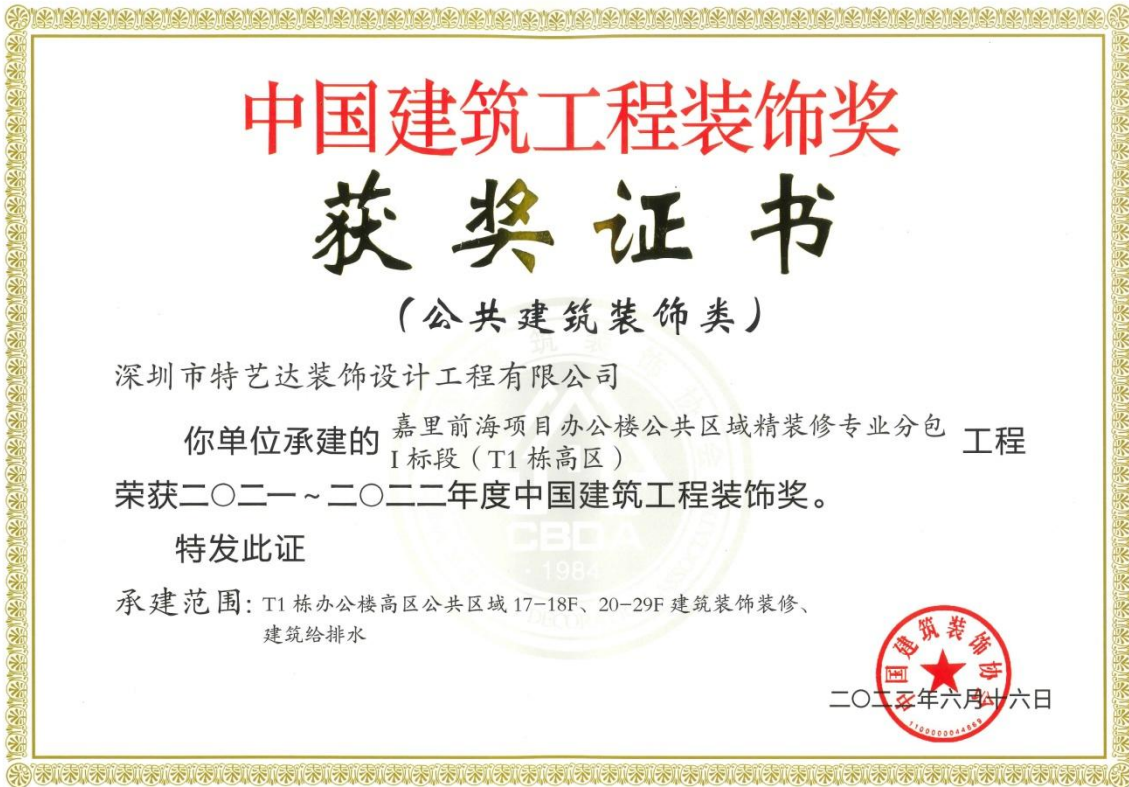 中国建筑工程装饰奖
获奖证书
（公共建筑装饰类）
深圳市特艺达装饰设计工程有限公司
你单位承建的 嘉里前海项目办公楼公共区域精装修专业分包 工程
I标段（T1栋高区）
荣获二〇二一~二〇二二年度中国建筑工程装饰奖。
特发此证
承建范围：T1栋办公楼高区公共区域17-18F、20-29F建筑装饰装修、
建筑给排水
中国建筑装饰协会
二〇二二年六月十六日
CBDA
·1984·